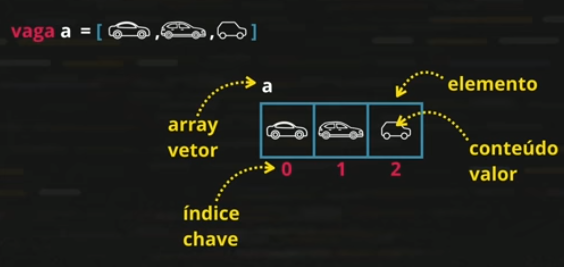 vaga a = [ , , ]
a
elemento
array
vetor
conteúdo
valor
0 1 2
índice
chave